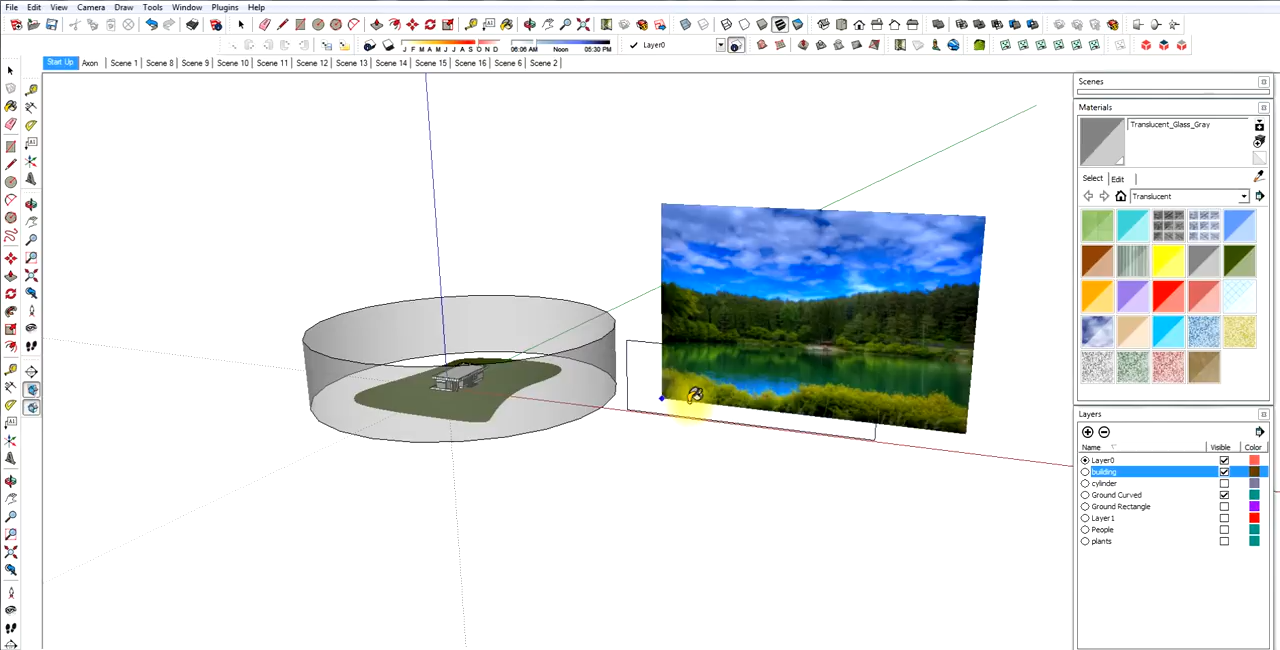 File Edit View Camera Draw Tools Window Plugins Help
J F M A M J J A S O N D 06:06 AM Noon 05:30 PM Layer0
Start Up Axon Scene 1 Scene 8 Scene 9 Scene 10 Scene 11 Scene 12 Scene 13 Scene 14 Scene 15 Scene 16 Scene 6 Scene 2
Scenes
Materials
Translucent_Glass_Gray
Select Edit
Translucent
Layers
Name Visible Color
Layer0
building
cylinder
Ground Curved
Ground Rectangle
Layer1
People
plants